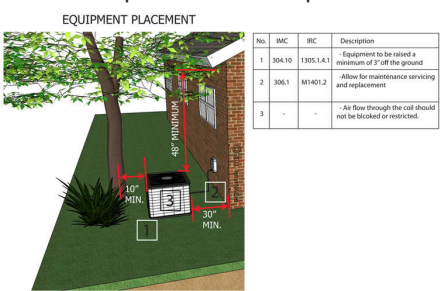 EQUIPMENT PLACEMENT
48" MINIMUM
10"
MIN.
30"
MIN.
1
2
3
No. IMC IRC Description
1 304.10 1305.1.4.1 - Equipment to be raised a
minimum of 3" off the ground
2 306.1 M1401.2 -Allow for maintenance servicing
and replacement
3 - - - Air flow through the coil should
not be blcoked or restricted.